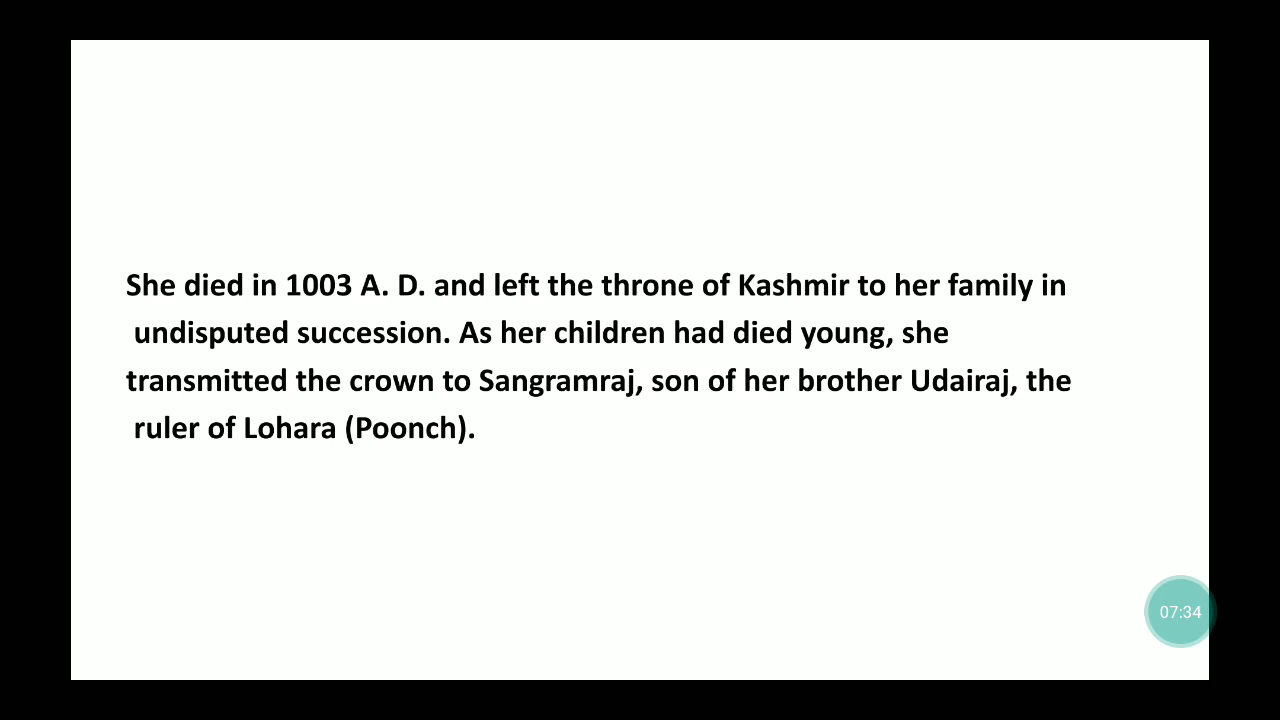 She died in 1003 A. D. and left the throne of Kashmir to her family in
undisputed succession. As her children had died young, she
transmitted the crown to Sangramraj, son of her brother Udairaj, the
ruler of Lohara (Poonch).
07:34